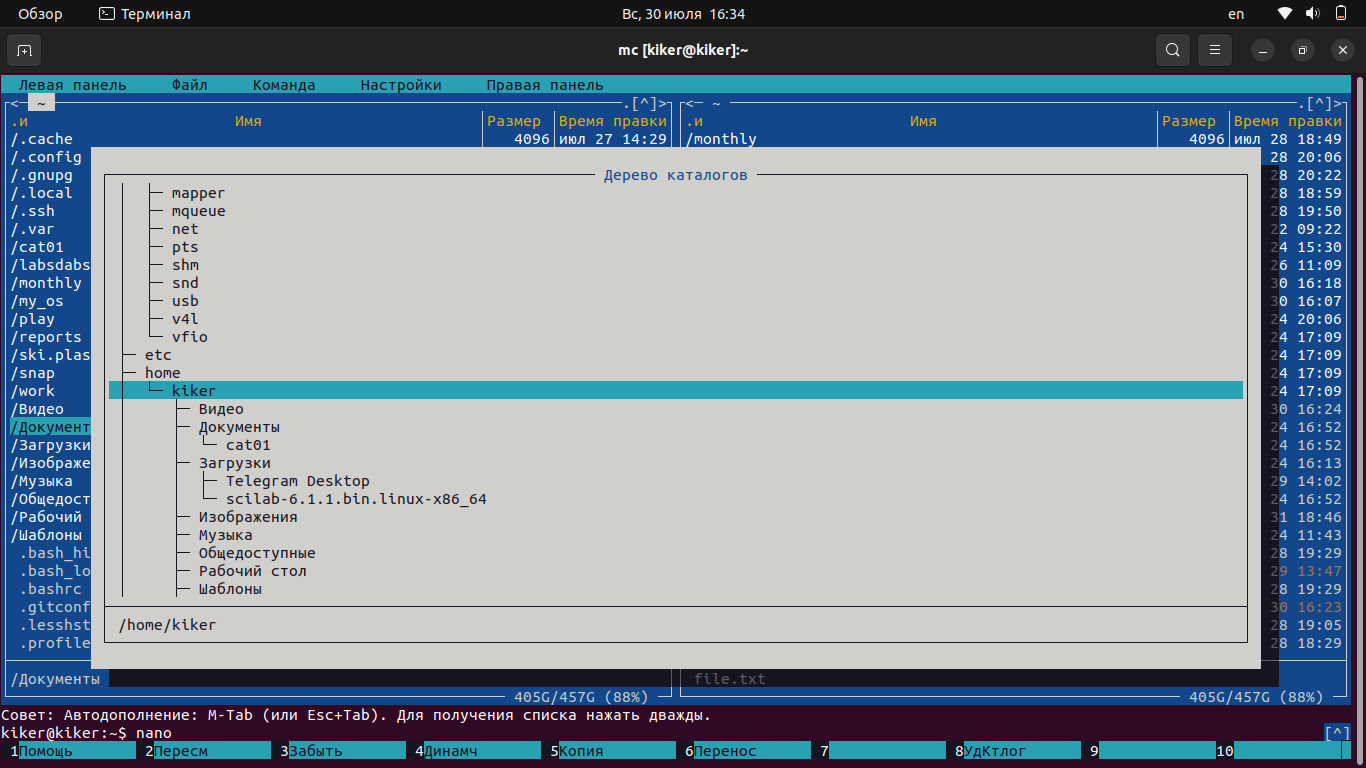 Обзор Терминал Вс, 30 июля 16:34 en
mc [kiker@kiker]:~
Левая панель Файл Команда Настройки Правая панель
<─ ~ .[^]> <─ ~ .[^]>
.и Имя Размер Время правки .и Имя Размер Время правки
/.cache 4096 июл 27 14:29 /monthly 4096 июл 28 18:49
/.config 28 20:06
/.gnupg Дерево каталогов 28 20:22
/.local mapper 28 18:59
/.ssh mqueue 28 19:50
/.var net 22 09:22
/cat01 pts 24 15:30
/labsdabs shm 26 11:09
/monthly snd 30 16:18
/my_os usb 30 16:07
/play v4l 24 20:06
/reports vfio 24 17:09
/ski.plas etc 24 17:09
/snap home 24 17:09
/work kiker 24 17:09
/Видео Видео 30 16:24
/Документ Документы 24 16:52
/Загрузки cat01 24 16:52
/Изображе Загрузки 24 16:13
/Музыка Telegram Desktop 29 14:02
/Общедост scilab-6.1.1.bin.linux-x86_64 24 16:52
/Рабочий Изображения 31 18:46
/Шаблоны Музыка 24 11:43
.bash_hi Общедоступные 28 19:29
.bash_lo Рабочий стол 29 13:47
.bashrc Шаблоны 28 19:29
.gitconf 30 16:23
.lesshst /home/kiker 28 19:05
.profile 28 18:29
/Документы file.txt
405G/457G (88%) 405G/457G (88%)
Совет: Автодополнение: M-Tab (или Esc+Tab). Для получения списка нажать дважды.
kiker@kiker:~$ nano [^]
1Помощь 2Пересм 3Забыть 4Динамч 5Копия 6Перенос 7 8УдКтлог 9 10